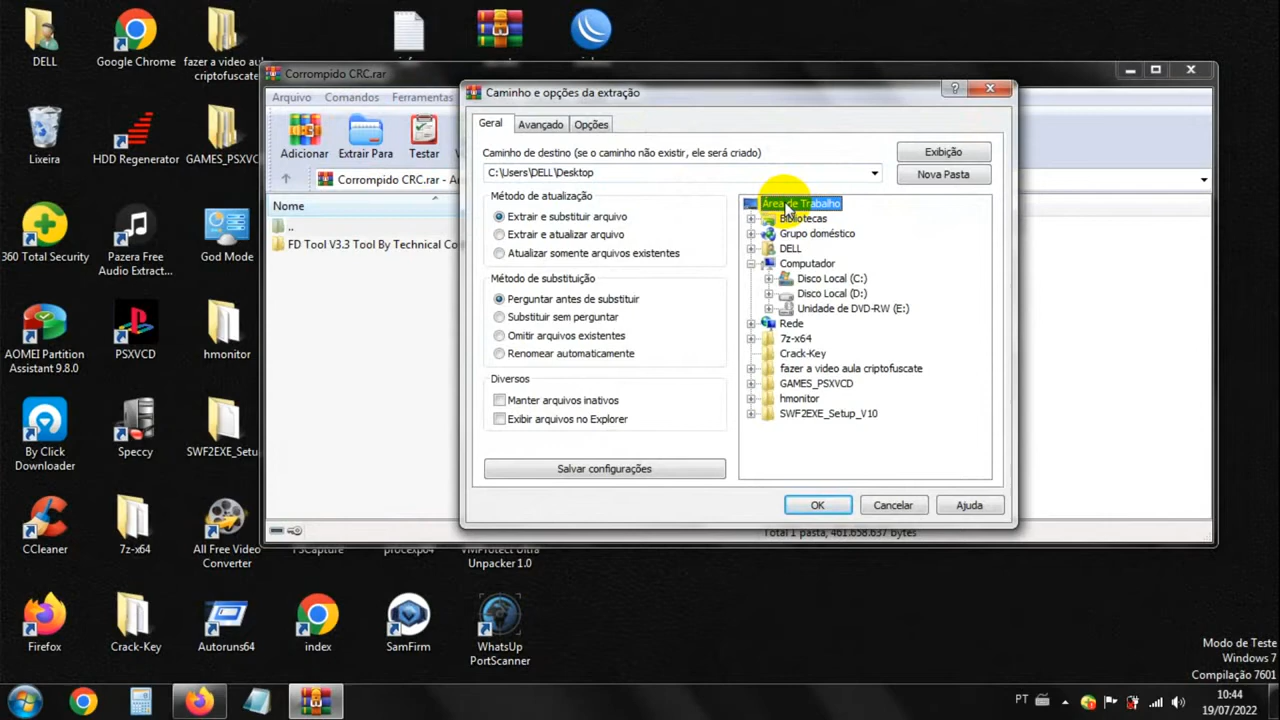 DELL
Google Chrome
fazer a video aula
criptofuscate
Corrompido CRC.rar
Arquivo
Comandos
Ferramentas
Adicionar
Extrair Para
Testar
Corrompido CRC.rar - A
Nome
..
FD Tool V3.3 Tool By Technical Co
Caminho e opções da extração
Geral
Avançado
Opções
Caminho de destino (se o caminho não existir, ele será criado)
C:\Users\DELL\Desktop
Exibição
Nova Pasta
Método de atualização
Extrair e substituir arquivo
Extrair e atualizar arquivo
Atualizar somente arquivos existentes
Método de substituição
Perguntar antes de substituir
Substituir sem perguntar
Omitir arquivos existentes
Renomear automaticamente
Diversos
Manter arquivos inativos
Exibir arquivos no Explorer
Salvar configurações
Área de Trabalho
Bibliotecas
Grupo doméstico
DELL
Computador
Disco Local (C:)
Disco Local (D:)
Unidade de DVD-RW (E:)
Rede
7z-x64
Crack-Key
fazer a video aula criptofuscate
GAMES_PSXVCD
hmonitor
SWF2EXE_Setup_V10
OK
Cancelar
Ajuda
Total 1 pasta, 461.658.637 bytes
Lixeira
HDD Regenerator
GAMES_PSXVC
360 Total Security
Pazera Free
Audio Extract...
God Mode
AOMEI Partition
Assistant 9.8.0
PSXVCD
hmonitor
By Click
Downloader
Speccy
SWF2EXE_Setu
CCleaner
7z-x64
All Free Video
Converter
FSCapture
procexp64
VMProtect Ultra
Unpacker 1.0
Firefox
Crack-Key
Autoruns64
index
SamFirm
WhatsUp
PortScanner
Modo de Teste
Windows 7
Compilação 7601
PT
10:44
19/07/2022